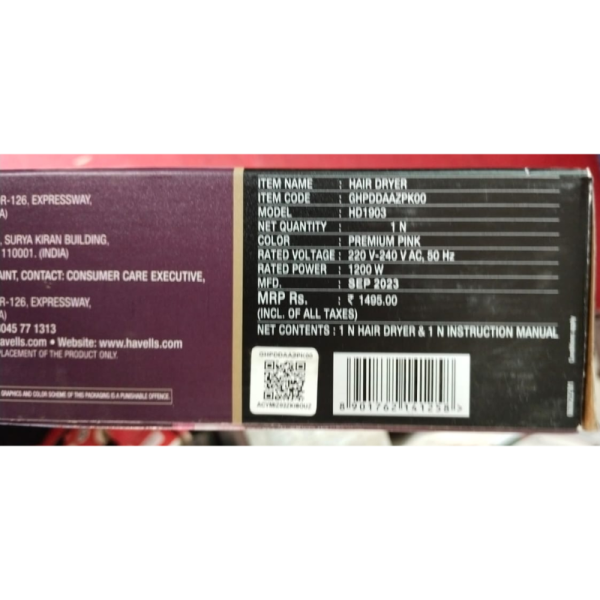 R-126, EXPRESSWAY,
A)
, SURYA KIRAN BUILDING,
110001. (INDIA)
AINT, CONTACT: CONSUMER CARE EXECUTIVE,
R-126, EXPRESSWAY,
A)
045 77 1313
avells.com • Website: www.havells.com
PLACEMENT OF THE PRODUCT ONLY.
GRAPHICS AND COLOR SCHEME OF THIS PACKAGING IS A PUNISHABLE OFFENCE.
ITEM NAME : HAIR DRYER
ITEM CODE : GHPDDAAZPK00
MODEL : HD1903
NET QUANTITY : 1 N
COLOR : PREMIUM PINK
RATED VOLTAGE : 220 V-240 V AC, 50 Hz
RATED POWER : 1200 W
MFD. : SEP 2023
MRP Rs. : ₹ 1495.00
(INCL. OF ALL TAXES)
NET CONTENTS : 1 N HAIR DRYER & 1 N INSTRUCTION MANUAL
GHPDDAAZPK00
8 901762 141258 >